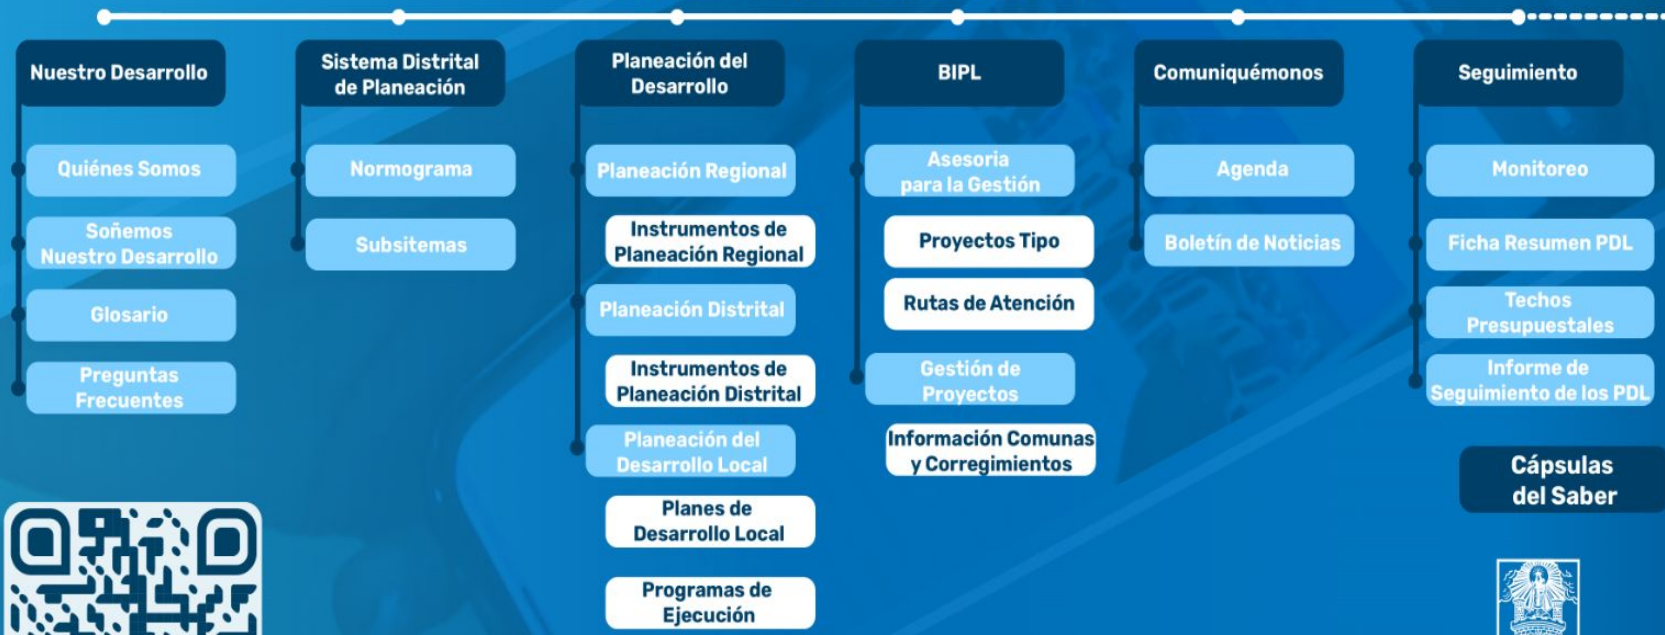 Nuestro Desarrollo
Quiénes Somos
Soñemos
Nuestro Desarrollo
Glosario
Preguntas
Frecuentes
Sistema Distrital
de Planeación
Normograma
Subsitemas
Planeación del
Desarrollo
Planeación Regional
Instrumentos de
Planeación Regional
Planeación Distrital
Instrumentos de
Planeación Distrital
Planeación del
Desarrollo Local
Planes de
Desarrollo Local
Programas de
Ejecución
BIPL
Asesoria
para la Gestión
Proyectos Tipo
Rutas de Atención
Gestión de
Proyectos
Información Comunas
y Corregimientos
Comuniquémonos
Agenda
Boletín de Noticias
Seguimiento
Monitoreo
Ficha Resumen PDL
Techos
Presupuestales
Informe de
Seguimiento de los PDL
Cápsulas
del Saber